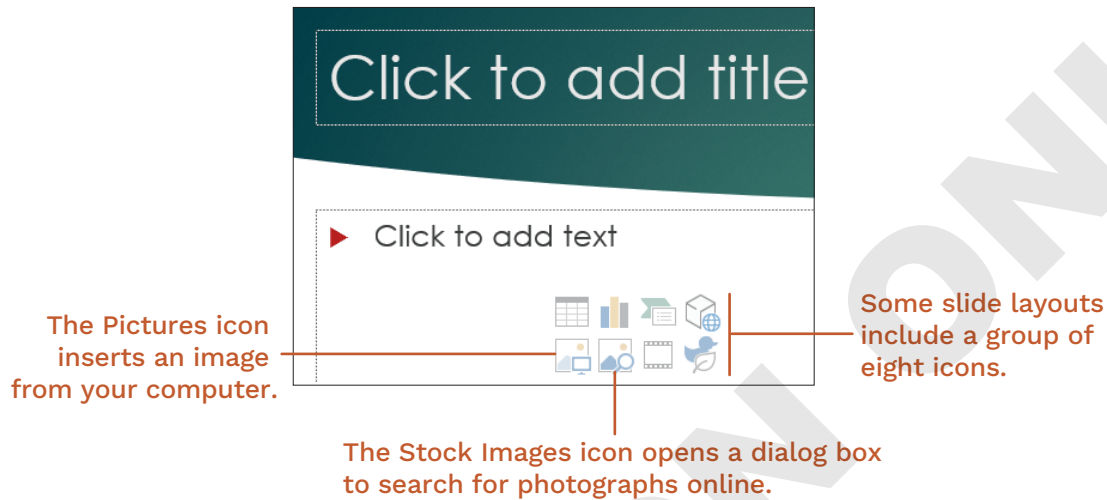 Click to add title
Click to add text
The Pictures icon
inserts an image
from your computer.
Some slide layouts
include a group of
eight icons.
The Stock Images icon opens a dialog box
to search for photographs online.